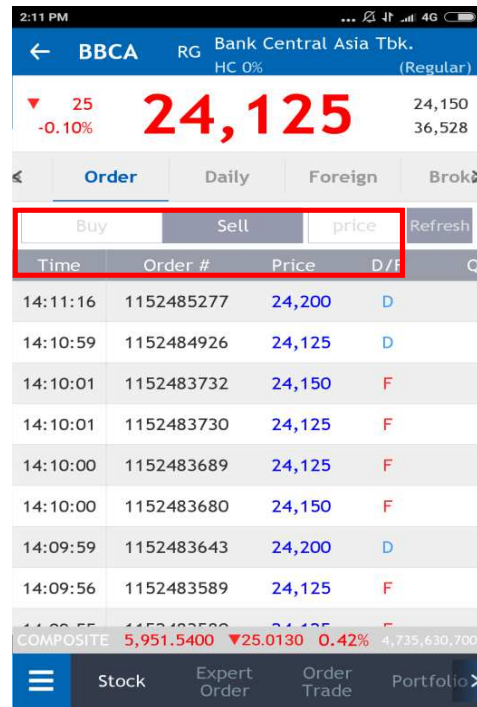 2:11 PM ... 4G
BBCA RG Bank Central Asia Tbk.
HC 0% (Regular)
▼ 25 24,125 24,150
-0.10% 36,528
Order Daily Foreign Brok
Buy Sell price Refresh
Time Order # Price D/F Q
14:11:16 1152485277 24,200 D
14:10:59 1152484926 24,125 D
14:10:01 1152483732 24,150 F
14:10:01 1152483730 24,125 F
14:10:00 1152483689 24,125 F
14:10:00 1152483680 24,150 F
14:09:59 1152483643 24,200 D
14:09:56 1152483589 24,125 F
COMPOSITE 5,951.5400 ▼25.0130 0.42% 4,735,630,700
Stock Expert Order Order Trade Portfolio